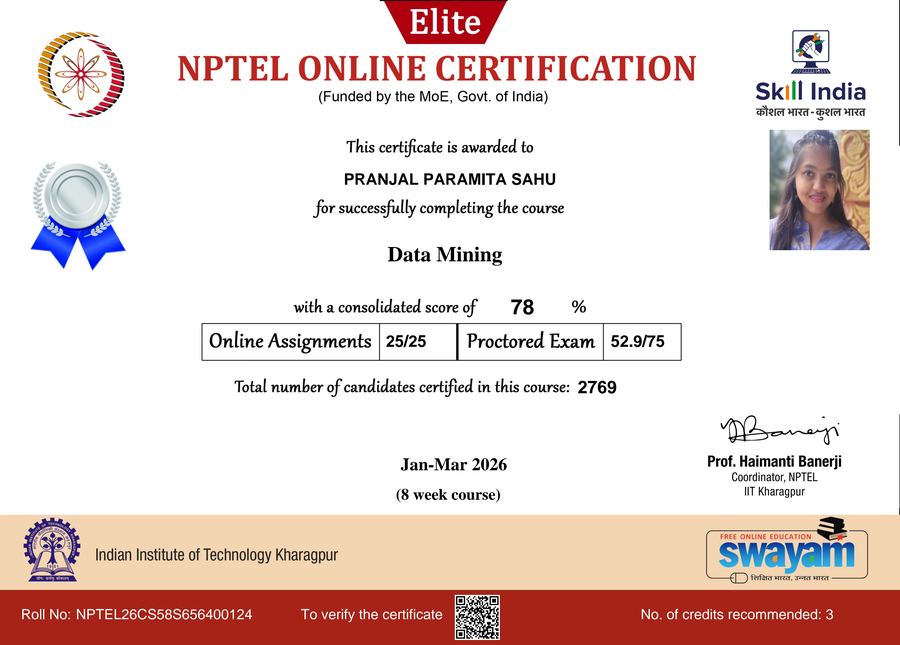 Elite
NPTEL ONLINE CERTIFICATION
(Funded by the MoE, Govt. of India)
Skill India
कौशल भारत - कुशल भारत
This certificate is awarded to
PRANJAL PARAMITA SAHU
for successfully completing the course
Data Mining
with a consolidated score of 78 %
Online Assignments 25/25 Proctored Exam 52.9/75
Total number of candidates certified in this course: 2769
Banerji
Prof. Haimanti Banerji
Coordinator, NPTEL
IIT Kharagpur
Jan-Mar 2026
(8 week course)
Indian Institute of Technology Kharagpur
FREE ONLINE EDUCATION
swayam
शिक्षित भारत, उन्नत भारत
Roll No: NPTEL26CS58S656400124 To verify the certificate No. of credits recommended: 3